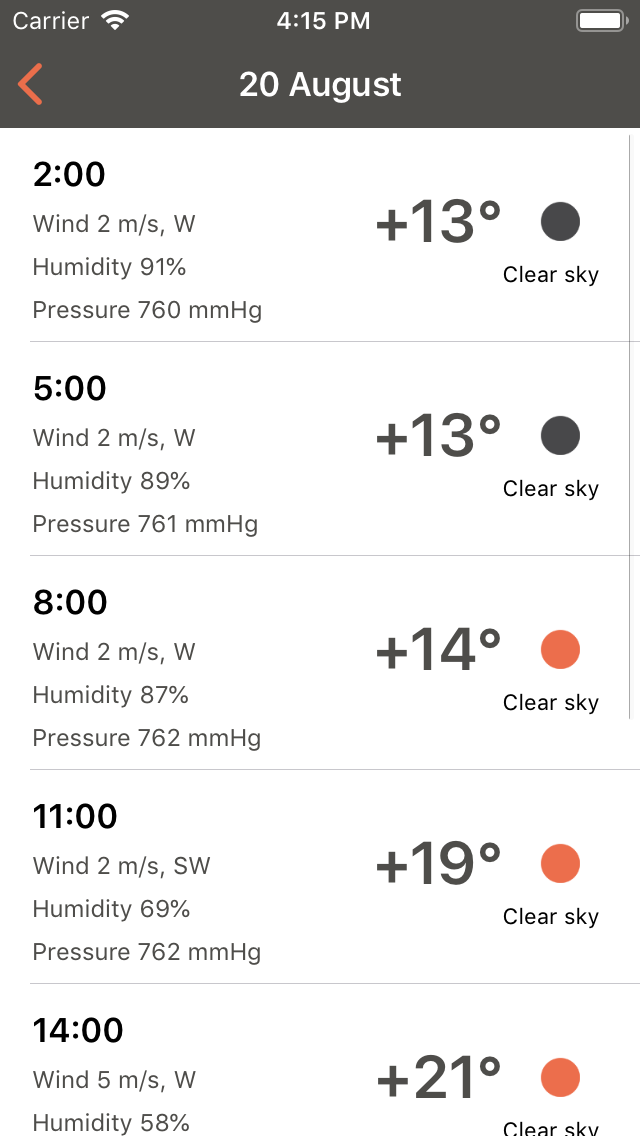 Carrier 4:15 PM
20 August
2:00
Wind 2 m/s, W
Humidity 91%
Pressure 760 mmHg
+13°
Clear sky
5:00
Wind 2 m/s, W
Humidity 89%
Pressure 761 mmHg
+13°
Clear sky
8:00
Wind 2 m/s, W
Humidity 87%
Pressure 762 mmHg
+14°
Clear sky
11:00
Wind 2 m/s, SW
Humidity 69%
Pressure 762 mmHg
+19°
Clear sky
14:00
Wind 5 m/s, W
Humidity 58%
+21°
Clear sky